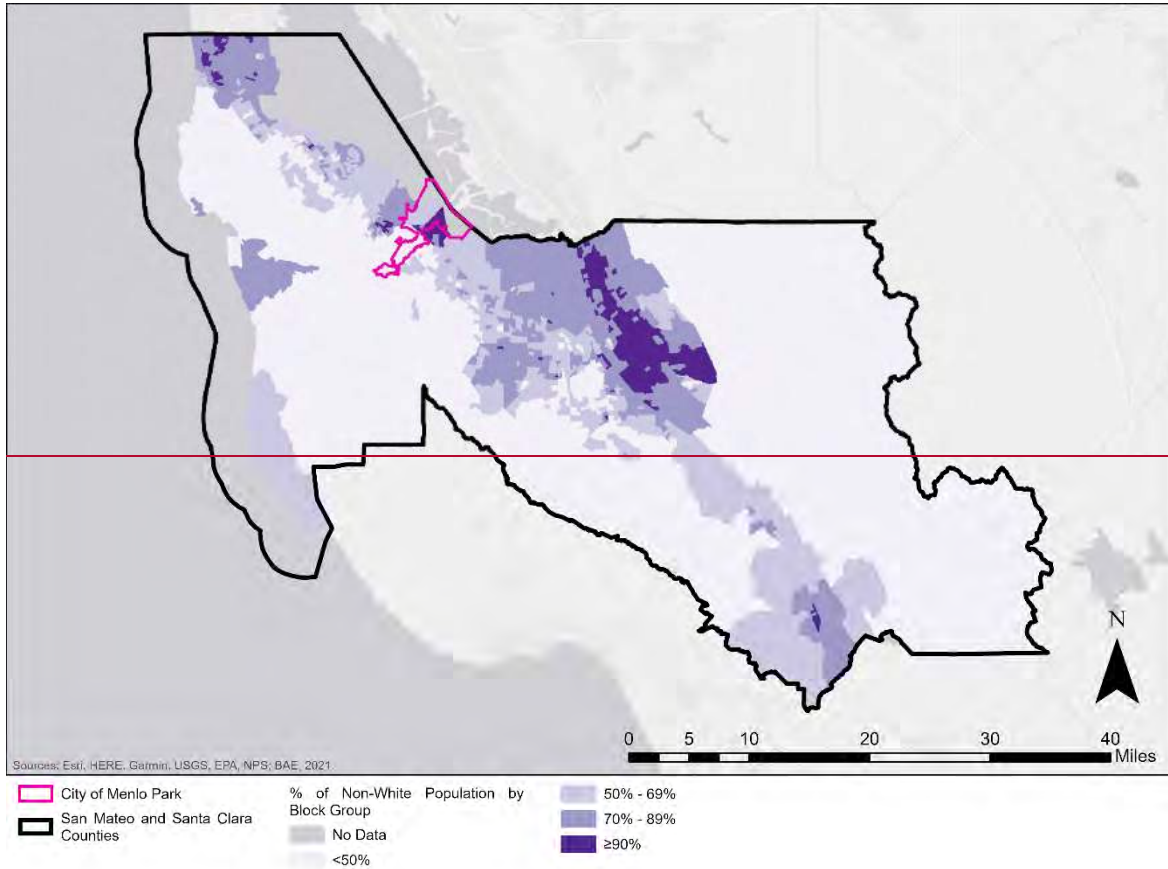 N
0 5 10 20 30 40
Miles
Sources: Esri, HERE, Garmin, USGS, EPA, NPS; BAE, 2021
City of Menlo Park
San Mateo and Santa Clara
Counties
% of Non-White Population by
Block Group
No Data
<50%
50% - 69%
70% - 89%
≥90%